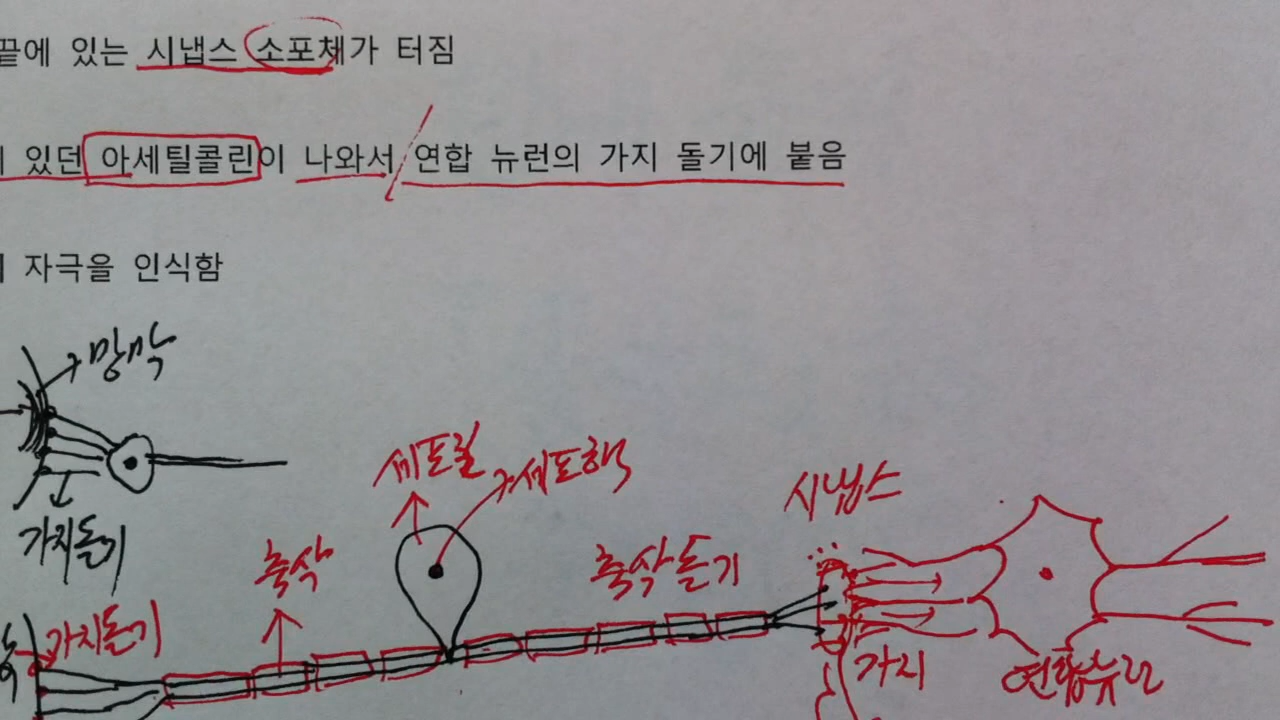 끝에 있는 시냅스 소포체가 터짐
있던 아세틸콜린이 나와서 연합 뉴런의 가지 돌기에 붙음
자극을 인식함
망막
가지돌기
세포질
세포핵
시냅스
축삭
축삭돌기
가지돌기
가지
연합뉴런